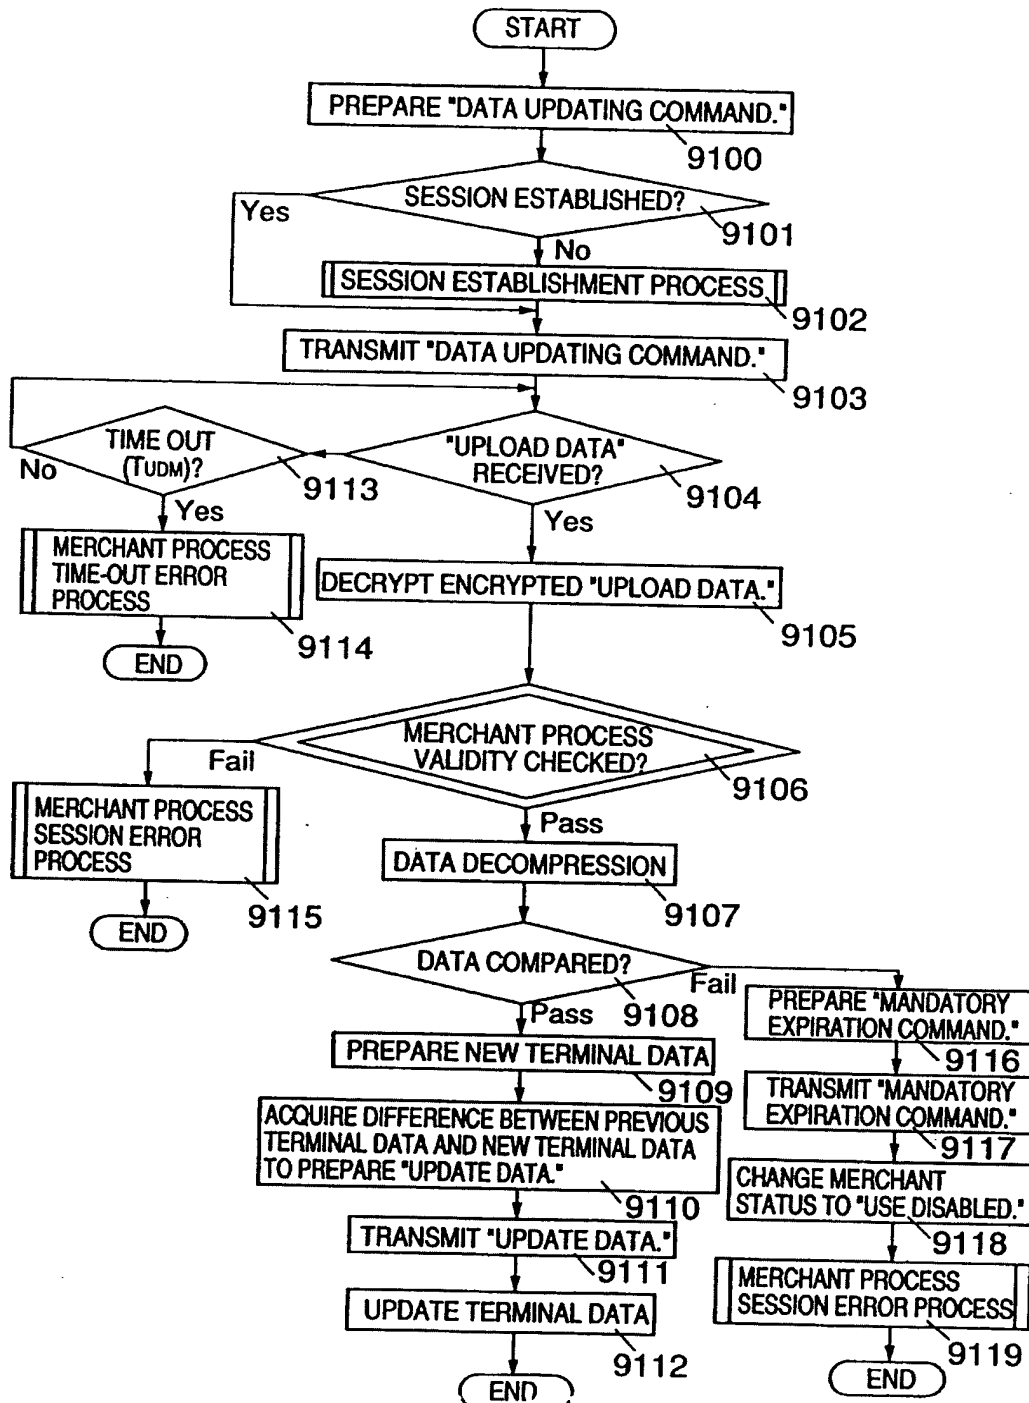 START
PREPARE "DATA UPDATING COMMAND."
9100
SESSION ESTABLISHED?
9101
Yes
No
SESSION ESTABLISHMENT PROCESS
9102
TRANSMIT "DATA UPDATING COMMAND."
9103
TIME OUT
(TUDM)?
9113
No
Yes
"UPLOAD DATA"
RECEIVED?
9104
Yes
MERCHANT PROCESS
TIME-OUT ERROR
PROCESS
9114
END
DECRYPT ENCRYPTED "UPLOAD DATA."
9105
MERCHANT PROCESS
VALIDITY CHECKED?
9106
Fail
Pass
MERCHANT PROCESS
SESSION ERROR
PROCESS
9115
END
DATA DECOMPRESSION
9107
DATA COMPARED?
9108
Fail
Pass
PREPARE NEW TERMINAL DATA
9109
ACQUIRE DIFFERENCE BETWEEN PREVIOUS
TERMINAL DATA AND NEW TERMINAL DATA
TO PREPARE "UPDATE DATA."
9110
TRANSMIT "UPDATE DATA."
9111
UPDATE TERMINAL DATA
9112
END
PREPARE "MANDATORY
EXPIRATION COMMAND."
9116
TRANSMIT "MANDATORY
EXPIRATION COMMAND."
9117
CHANGE MERCHANT
STATUS TO "USE DISABLED."
9118
MERCHANT PROCESS
SESSION ERROR PROCESS
9119
END